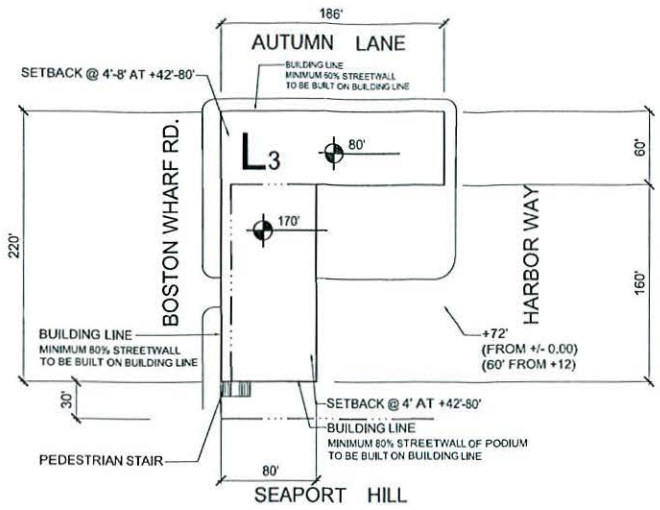 186'
AUTUMN LANE
SETBACK @ 4'-8' AT +42'-80'
BUILDING LINE
MINIMUM 60% STREETWALL
TO BE BUILT ON BUILDING LINE
BOSTON WHARF RD.
L3
80'
60'
220'
170'
HARBOR WAY
160'
BUILDING LINE
MINIMUM 80% STREETWALL
TO BE BUILT ON BUILDING LINE
+72'
(FROM +/- 0.00)
(60' FROM +12)
30'
SETBACK @ 4' AT +42'-80'
BUILDING LINE
MINIMUM 80% STREETWALL OF PODIUM
TO BE BUILT ON BUILDING LINE
PEDESTRIAN STAIR
80'
SEAPORT HILL